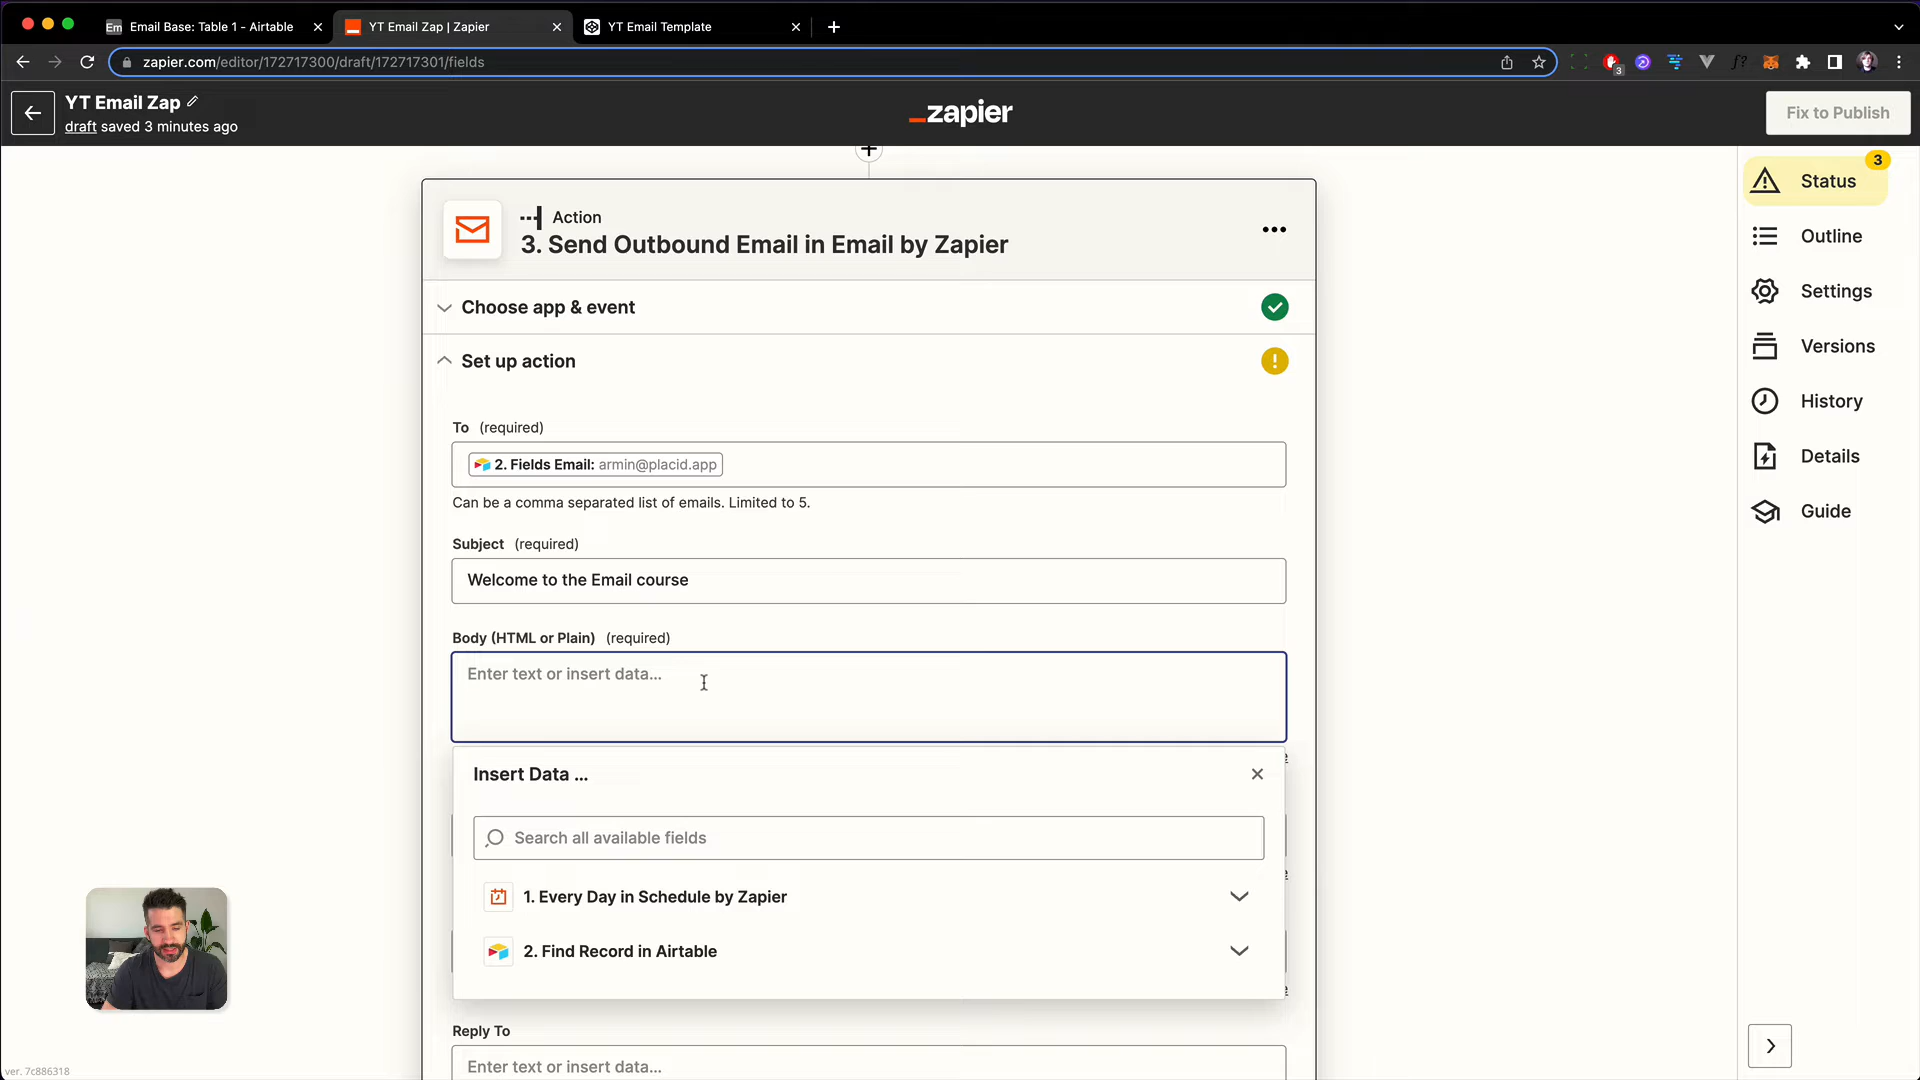 Em Email Base: Table 1 - Airtable
YT Email Zap | Zapier
YT Email Template
zapier.com/editor/172717300/draft/172717301/fields
3
YT Email Zap
draft saved 3 minutes ago
_zapier
Fix to Publish
3
Status
Outline
Settings
Versions
History
Details
Guide
Action
3. Send Outbound Email in Email by Zapier
Choose app & event
Set up action
To (required)
2. Fields Email: armin@placid.app
Can be a comma separated list of emails. Limited to 5.
Subject (required)
Welcome to the Email course
Body (HTML or Plain) (required)
Enter text or insert data...
Insert Data ...
Search all available fields
1. Every Day in Schedule by Zapier
2. Find Record in Airtable
Reply To
Enter text or insert data...
ver. 7c886318